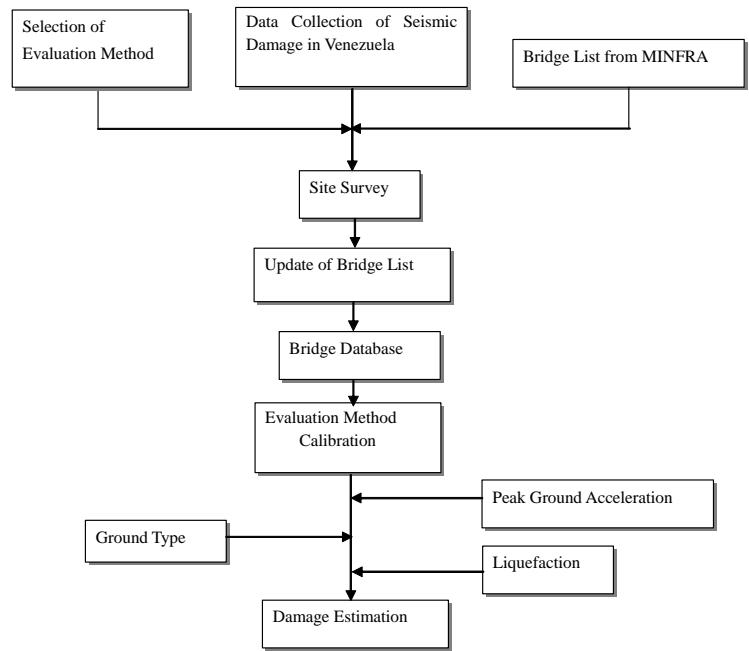 Selection of
Evaluation Method
Data Collection of Seismic
Damage in Venezuela
Bridge List from MINFRA
Site Survey
Update of Bridge List
Bridge Database
Evaluation Method
Calibration
Peak Ground Acceleration
Ground Type
Liquefaction
Damage Estimation